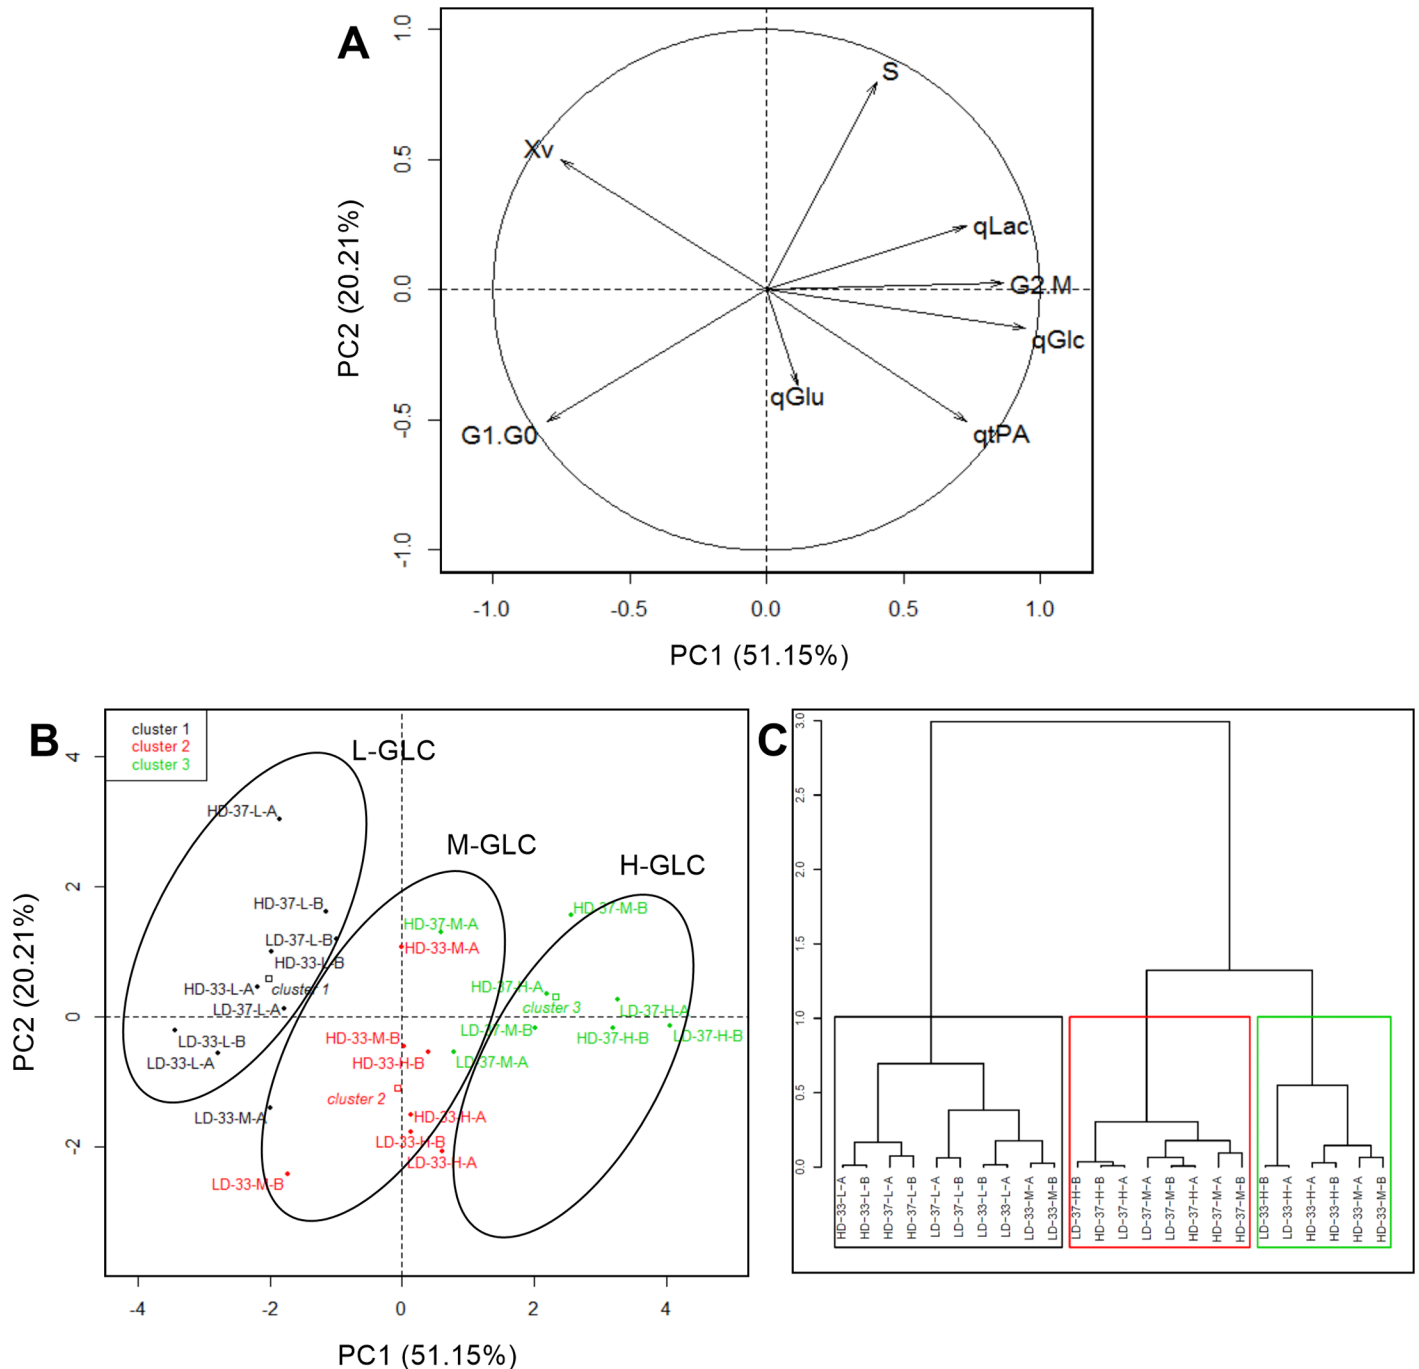 A
1.0
0.5
0.0
-0.5
-1.0
PC2 (20.21%)
S
Xv
qLac
G2.M
qGlc
qGlu
qtPA
G1.G0
-1.0
-0.5
0.0
0.5
1.0
PC1 (51.15%)
B
cluster 1
cluster 2
cluster 3
L-GLC
M-GLC
H-GLC
4
2
0
-2
PC2 (20.21%)
HD-37-L-A
HD-37-L-B
LD-37-L-B
HD-33-L-B
HD-33-L-A
cluster 1
LD-37-L-A
LD-33-L-B
LD-33-L-A
LD-33-M-A
LD-33-M-B
HD-37-M-A
HD-33-M-A
HD-33-M-B
HD-33-H-B
cluster 2
HD-33-H-A
LD-33-H-B
LD-33-H-A
HD-37-M-B
HD-37-H-A
cluster 3
LD-37-H-A
LD-37-M-B
HD-37-H-B
LD-37-H-B
LD-37-M-A
-4
-2
0
2
4
PC1 (51.15%)
C
3.0
2.5
2.0
1.5
1.0
0.5
0.0
HD-33-L-A
HD-33-L-B
HD-37-L-A
HD-37-L-B
LD-37-L-A
LD-37-L-B
LD-33-L-B
LD-33-L-A
LD-33-M-A
LD-33-M-B
LD-37-H-B
HD-37-H-B
LD-37-H-A
LD-37-M-A
LD-37-M-B
HD-37-H-A
HD-37-M-A
HD-37-M-B
LD-33-H-B
LD-33-H-A
HD-33-H-A
HD-33-H-B
HD-33-M-A
HD-33-M-B